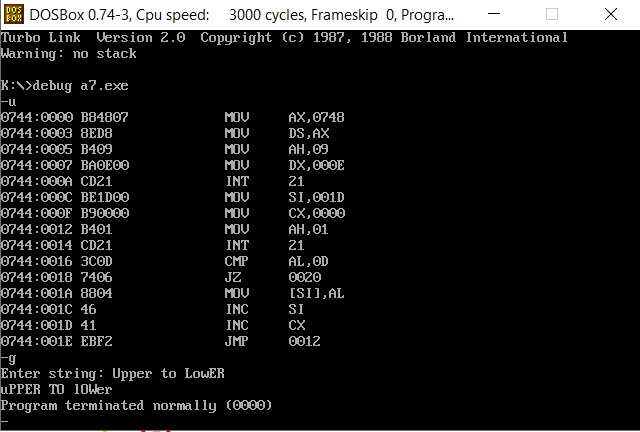 DOSBox 0.74-3, Cpu speed: 3000 cycles, Frameskip 0, Progra...
Turbo Link Version 2.0 Copyright (c) 1987, 1988 Borland International
Warning: no stack
K:\>debug a7.exe
-u
0744:0000 B84807 MOV AX,0748
0744:0003 8ED8 MOV DS,AX
0744:0005 B409 MOV AH,09
0744:0007 BA0E00 MOV DX,000E
0744:000A CD21 INT 21
0744:000C BE1D00 MOV SI,001D
0744:000F B90000 MOV CX,0000
0744:0012 B401 MOV AH,01
0744:0014 CD21 INT 21
0744:0016 3C0D CMP AL,0D
0744:0018 7406 JZ 0020
0744:001A 8804 MOV [SI],AL
0744:001C 46 INC SI
0744:001D 41 INC CX
0744:001E EBF2 JMP 0012
-g
Enter string: Upper to LowER
uPPER TO lOWer
Program terminated normally (0000)
-